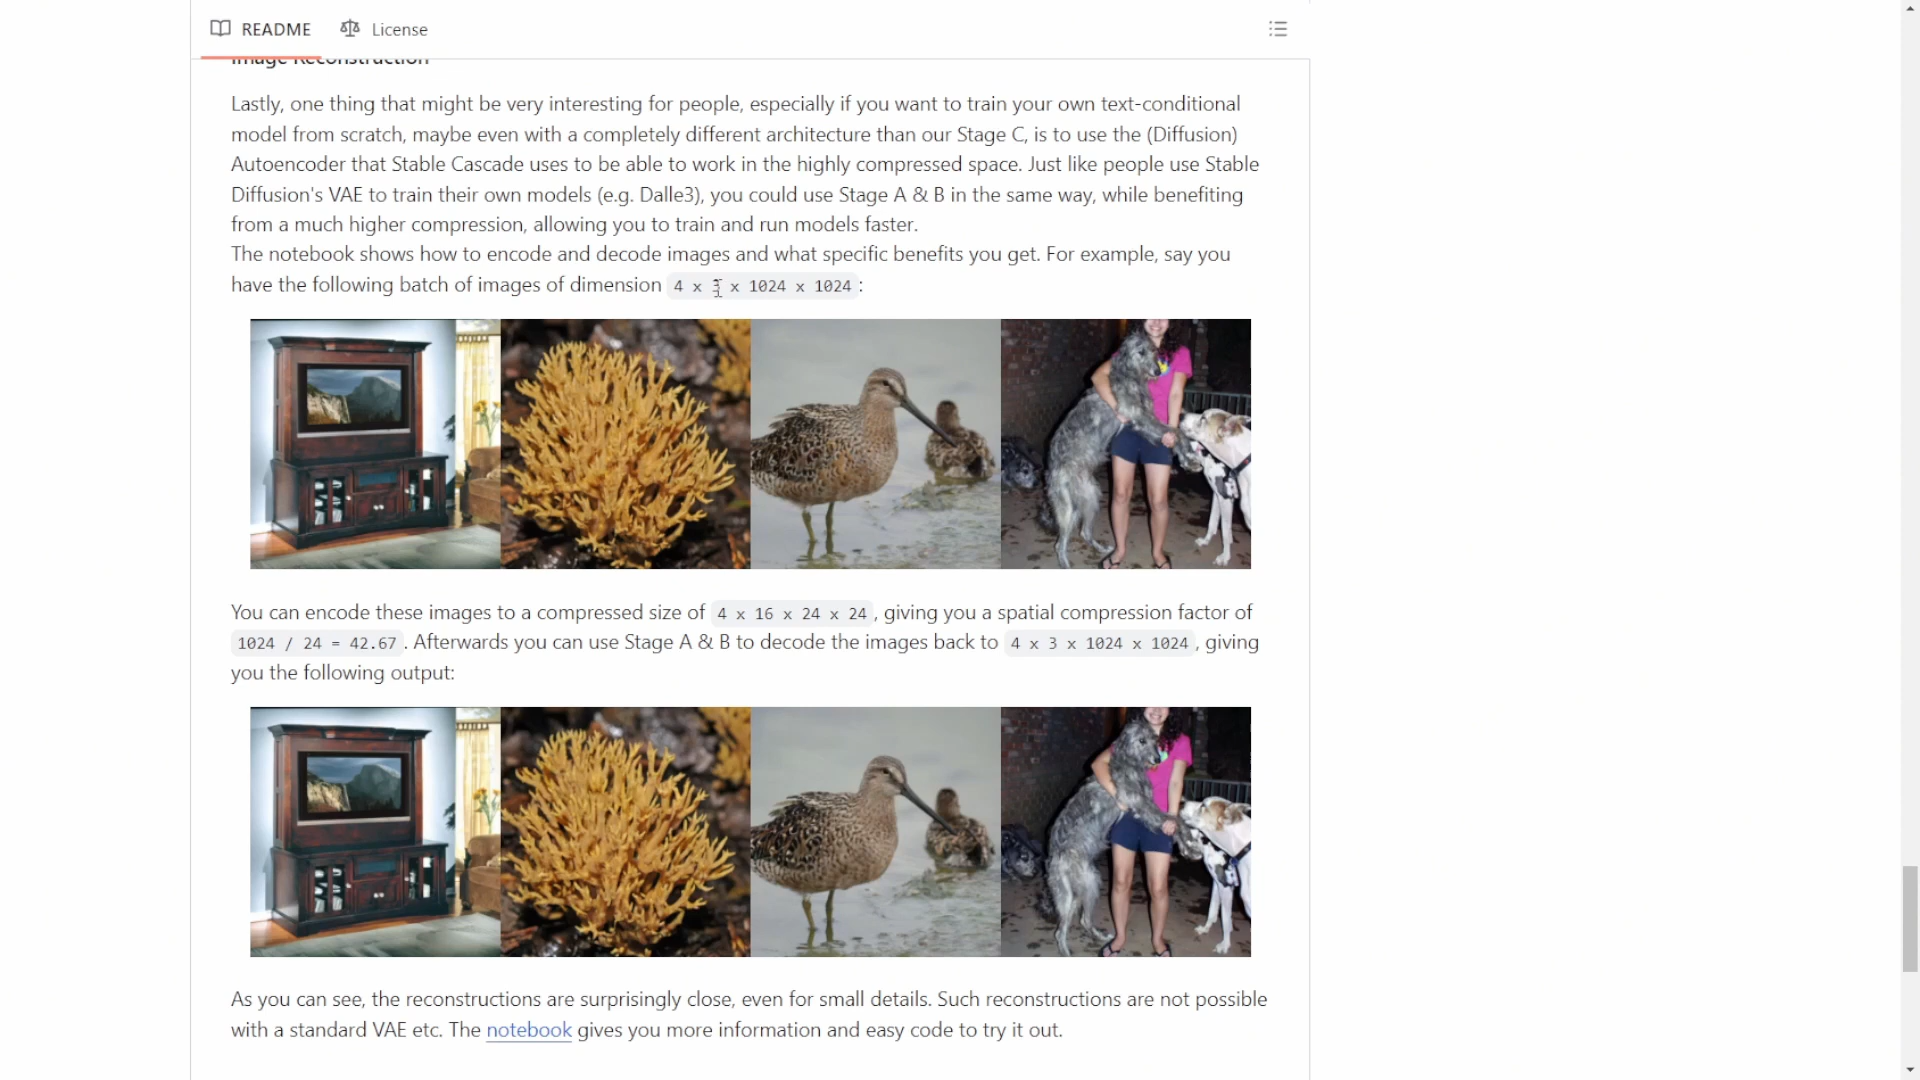 README
License
Image Reconstruction
Lastly, one thing that might be very interesting for people, especially if you want to train your own text-conditional
model from scratch, maybe even with a completely different architecture than our Stage C, is to use the (Diffusion)
Autoencoder that Stable Cascade uses to be able to work in the highly compressed space. Just like people use Stable
Diffusion's VAE to train their own models (e.g. Dalle3), you could use Stage A & B in the same way, while benefiting
from a much higher compression, allowing you to train and run models faster.
The notebook shows how to encode and decode images and what specific benefits you get. For example, say you
have the following batch of images of dimension 4 x 3 x 1024 x 1024 :
You can encode these images to a compressed size of 4 x 16 x 24 x 24 , giving you a spatial compression factor of
1024 / 24 = 42.67 . Afterwards you can use Stage A & B to decode the images back to 4 x 3 x 1024 x 1024 , giving
you the following output:
As you can see, the reconstructions are surprisingly close, even for small details. Such reconstructions are not possible
with a standard VAE etc. The notebook gives you more information and easy code to try it out.